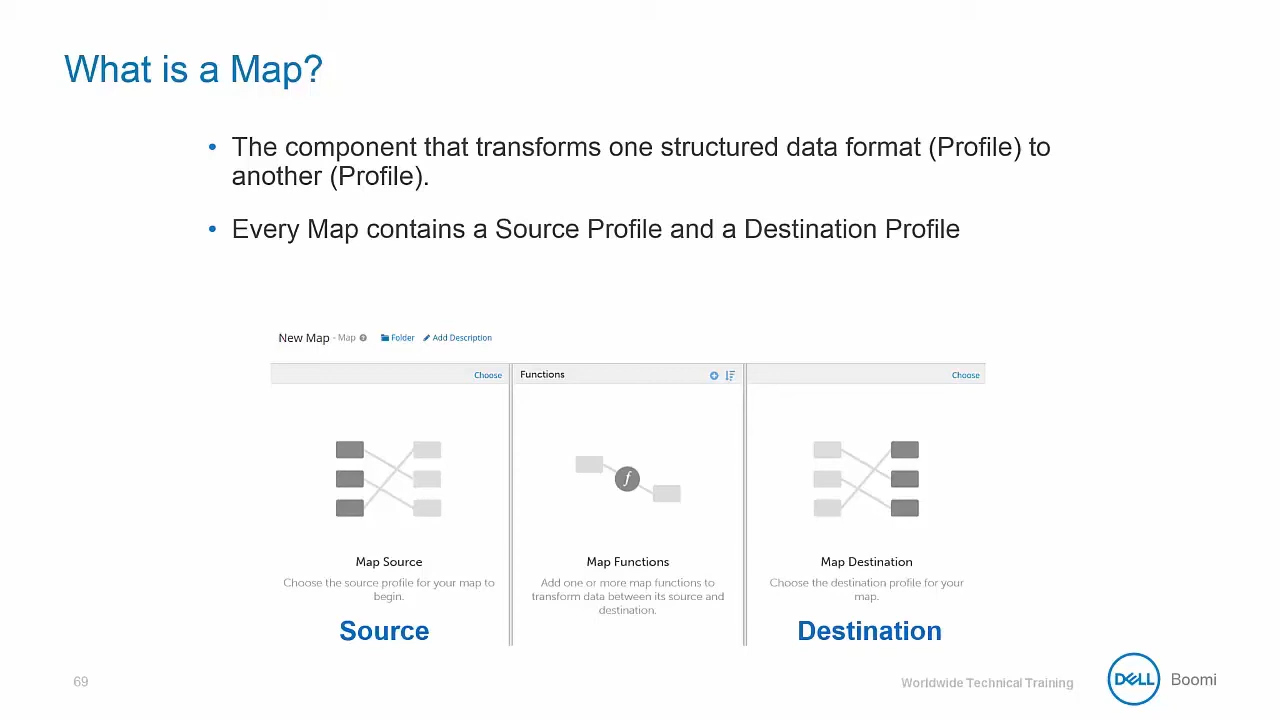 What is a Map?
• The component that transforms one structured data format (Profile) to
another (Profile).
• Every Map contains a Source Profile and a Destination Profile
New Map - Map ? Folder Add Description
Choose
Functions
Choose
f
Map Source
Choose the source profile for your map to
begin.
Map Functions
Add one or more map functions to
transform data between its source and
destination.
Map Destination
Choose the destination profile for your
map.
Source
Destination
69
Worldwide Technical Training
DELL Boomi